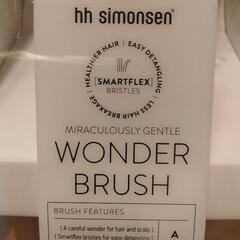 hh simonsen®
HEALTHIER HAIR | EASY DETANGLING | LESS HAIR BREAKAGE |
[SMARTFLEX]
BRISTLES
MIRACULOUSLY GENTLE
WONDER
BRUSH
BRUSH FEATURES
[ A careful wonder for hair and scalp ]
[ Smartflex bristles for easy detangling ]
A